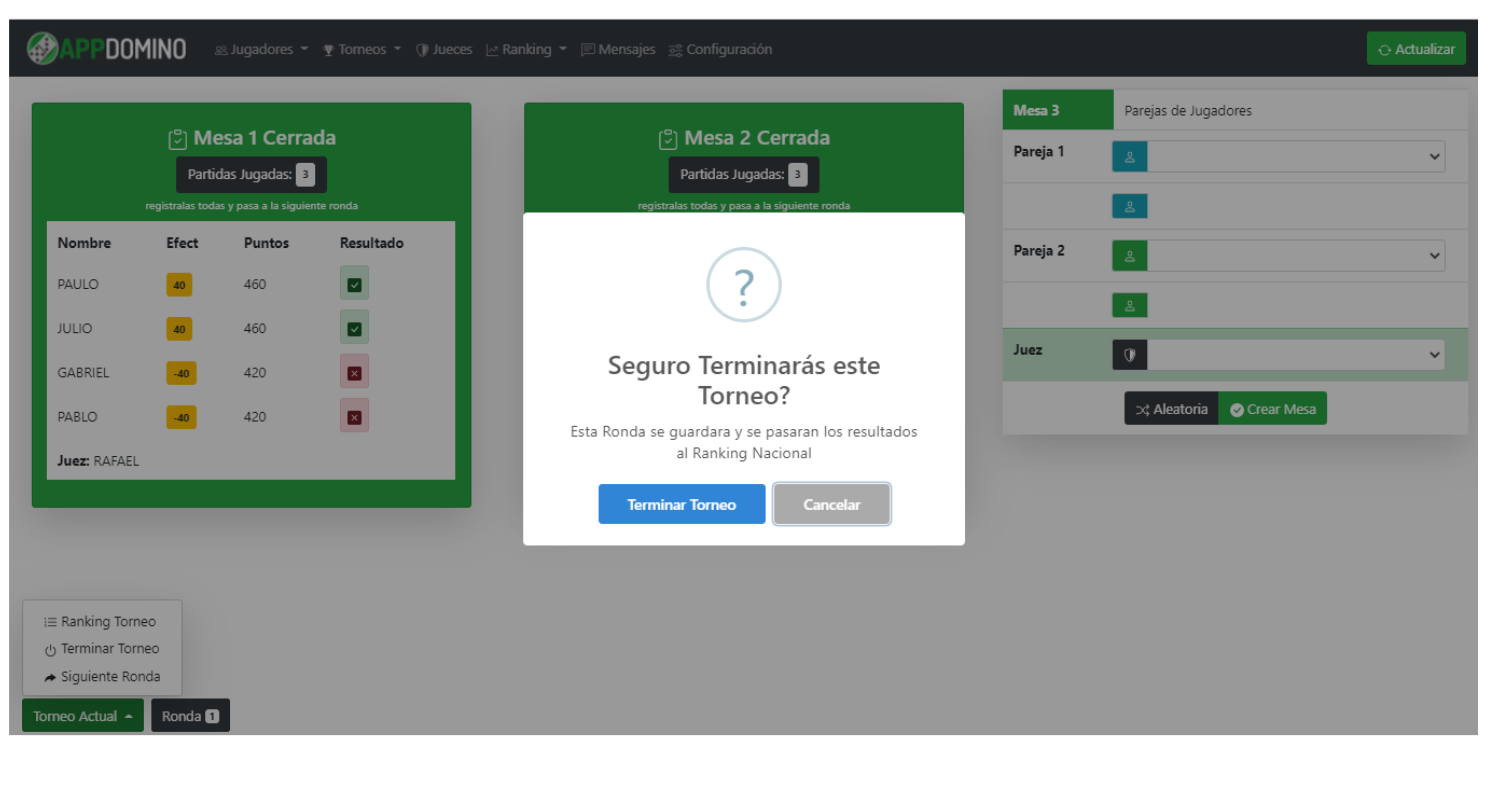 APPDOMINO
Jugadores
Torneos
Jueces
Ranking
Mensajes
Configuración
Actualizar
Mesa 1 Cerrada
Partidas Jugadas: 3
registralas todas y pasa a la siguiente ronda
Nombre Efect Puntos Resultado
PAULO 40 460
JULIO 40 460
GABRIEL -40 420
PABLO -40 420
Juez: RAFAEL
Mesa 2 Cerrada
Partidas Jugadas: 3
registralas todas y pasa a la siguiente ronda
?
Seguro Terminarás este
Torneo?
Esta Ronda se guardara y se pasaran los resultados
al Ranking Nacional
Terminar Torneo
Cancelar
Mesa 3 Parejas de Jugadores
Pareja 1
Pareja 2
Juez
Aleatoria
Crear Mesa
Ranking Torneo
Terminar Torneo
Siguiente Ronda
Torneo Actual
Ronda 1